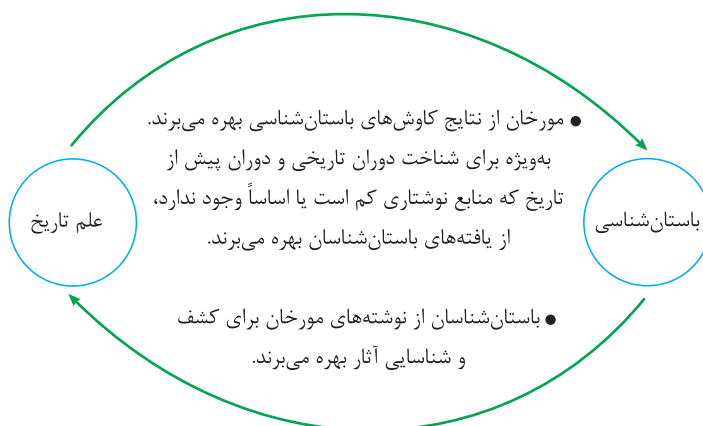 ● مورخان از نتایج کاوش‌های باستان‌شناسی بهره می‌برند.
به‌ویژه برای شناخت دوران تاریخی و دوران پیش از
تاریخ که منابع نوشتاری کم است یا اساساً وجود ندارد،
از یافته‌های باستان‌شناسان بهره می‌برند.
باستان‌شناسی
علم تاریخ
● باستان‌شناسان از نوشته‌های مورخان برای کشف
و شناسایی آثار بهره می‌برند.